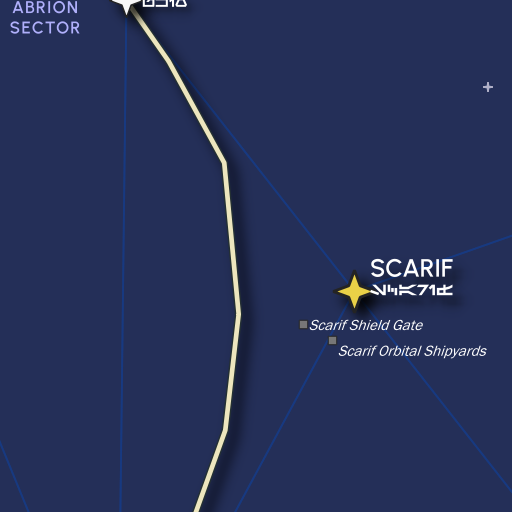 ABRION
SECTOR
SCARIF
Scarif Shield Gate
Scarif Orbital Shipyards